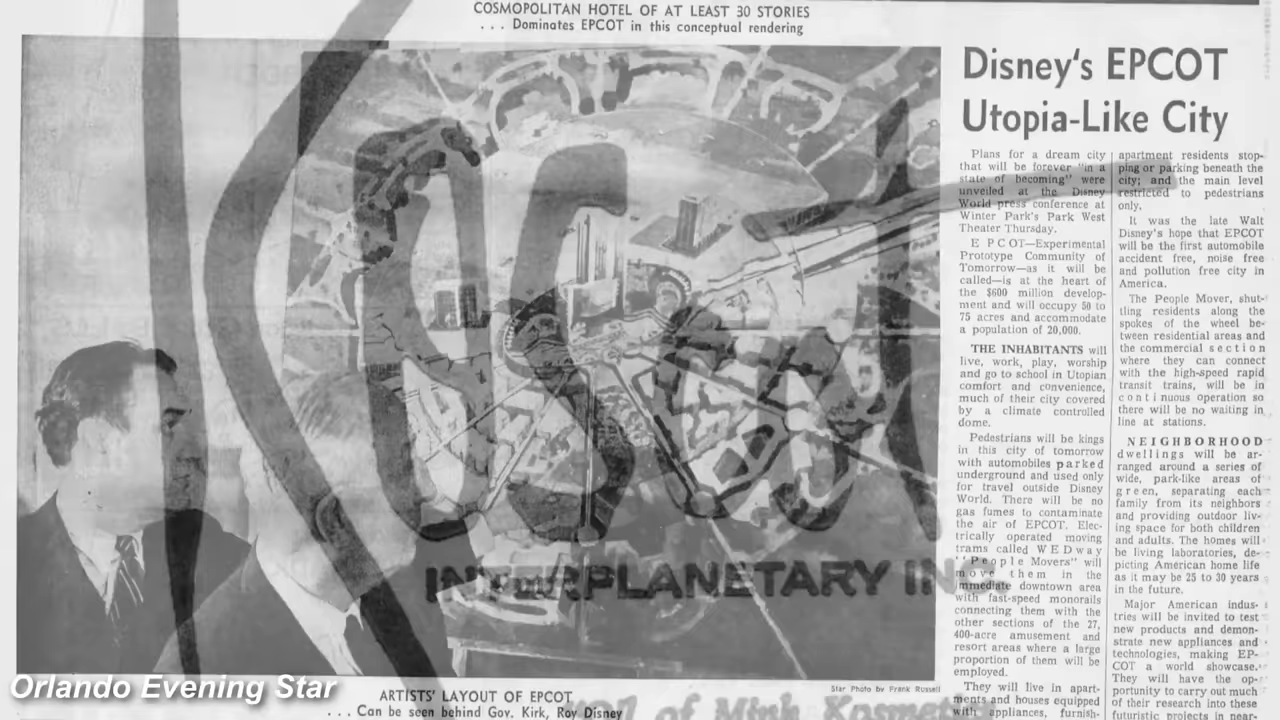 COSMOPOLITAN HOTEL OF AT LEAST 30 STORIES
. . . Dominates EPCOT in this conceptual rendering
Disney's EPCOT
Utopia-Like City
Plans for a dream city
that will be forever "in a
state of becoming" were
unveiled at the Disney
World press conference at
Winter Park's Park West
Theater Thursday.
E P C OT—Experimental
Prototype Community of
Tomorrow—as it will be
called—is at the heart of
the $600 million develop-
ment and will occupy 50 to
75 acres and accommodate
a population of 20,000.
THE INHABITANTS will
live, work, play, worship
and go to school in Utopian
comfort and convenience,
much of their city covered
by a climate controlled
dome.
Pedestrians will be kings
in this city of tomorrow
with automobiles parked
underground and used only
for travel outside Disney
World. There will be no
gas fumes to contaminate
the air of EPCOT. Elec-
trically operated moving
trams called WEDway
"People Movers" will
move them in the
immediate downtown area
with fast-speed monorails
connecting them with the
other sections of the 27,
400-acre amusement and
resort areas where a large
proportion of them will be
employed.
They will live in apart-
ments and houses equipped
with appliances, furnish-
apartment residents stop-
ping or parking beneath the
city; and the main level
restricted to pedestrians
only.
It was the late Walt
Disney's hope that EPCOT
will be the first automobile
accident free, noise free
and pollution free city in
America.
The People Mover, shut-
tling residents along the
spokes of the wheel be-
tween residential areas and
the commercial section
where they can connect
with the high-speed rapid
transit trains, will be in
continuous operation so
there will be no waiting in
line at stations.
NEIGHBORHOOD
dwellings will be ar-
ranged around a series of
wide, park-like areas of
green, separating each
family from its neighbors
and providing outdoor liv-
ing space for both children
and adults. The homes will
be living laboratories, de-
picting American home life
as it may be 25 to 30 years
in the future.
Major American indus-
tries will be invited to test
new products and demon-
strate new appliances and
technologies, making EP-
COT a world showcase.
They will have the op-
portunity to carry out much
of their research into these
futuristic projects in near-
INTERPLANETARY INC.
Star Photo by Frank Russell
Orlando Evening Star
ARTISTS' LAYOUT OF EPCOT
. . . Can be seen behind Gov. Kirk, Roy Disney
of Minh Kosmetic